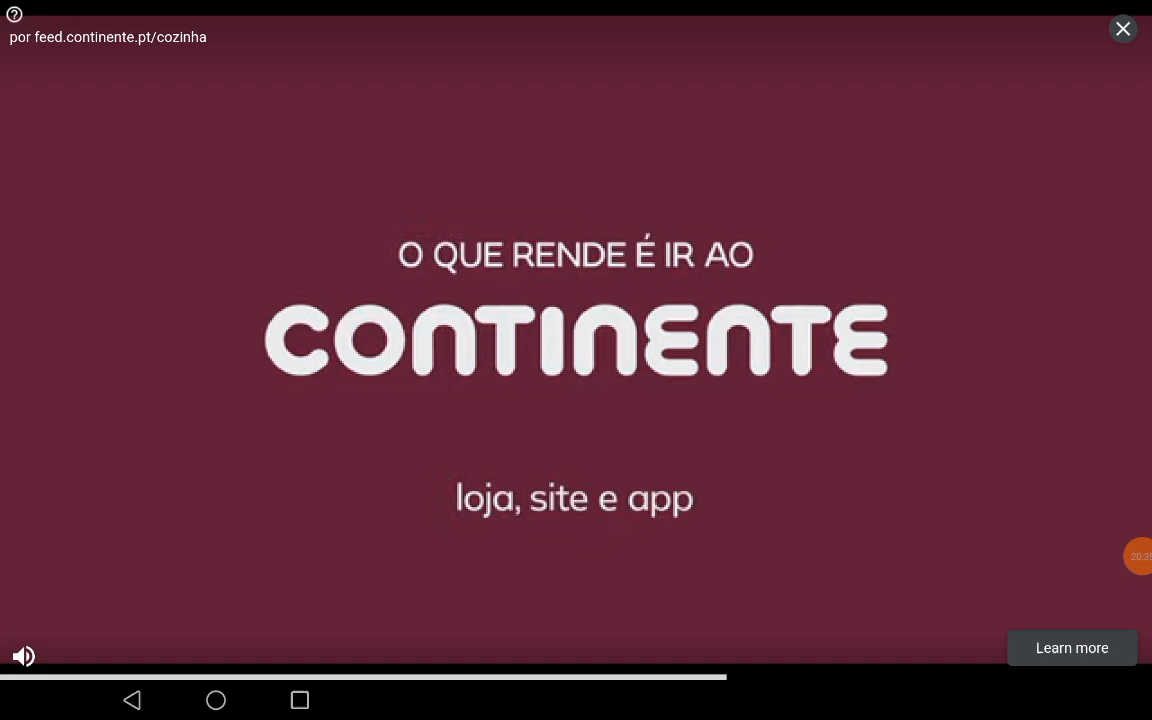 por feed.continente.pt/cozinha
O QUE RENDE É IR AO
CONTINENTE
loja, site e app
Learn more